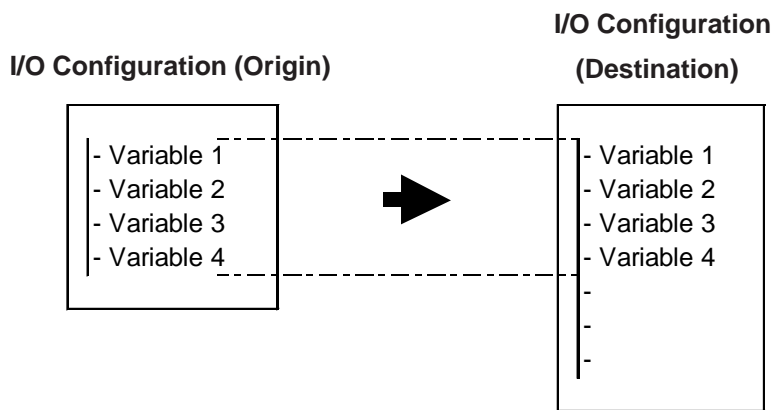 I/O Configuration (Origin)
- Variable 1
- Variable 2
- Variable 3
- Variable 4
I/O Configuration
(Destination)
- Variable 1
- Variable 2
- Variable 3
- Variable 4
-
-
-